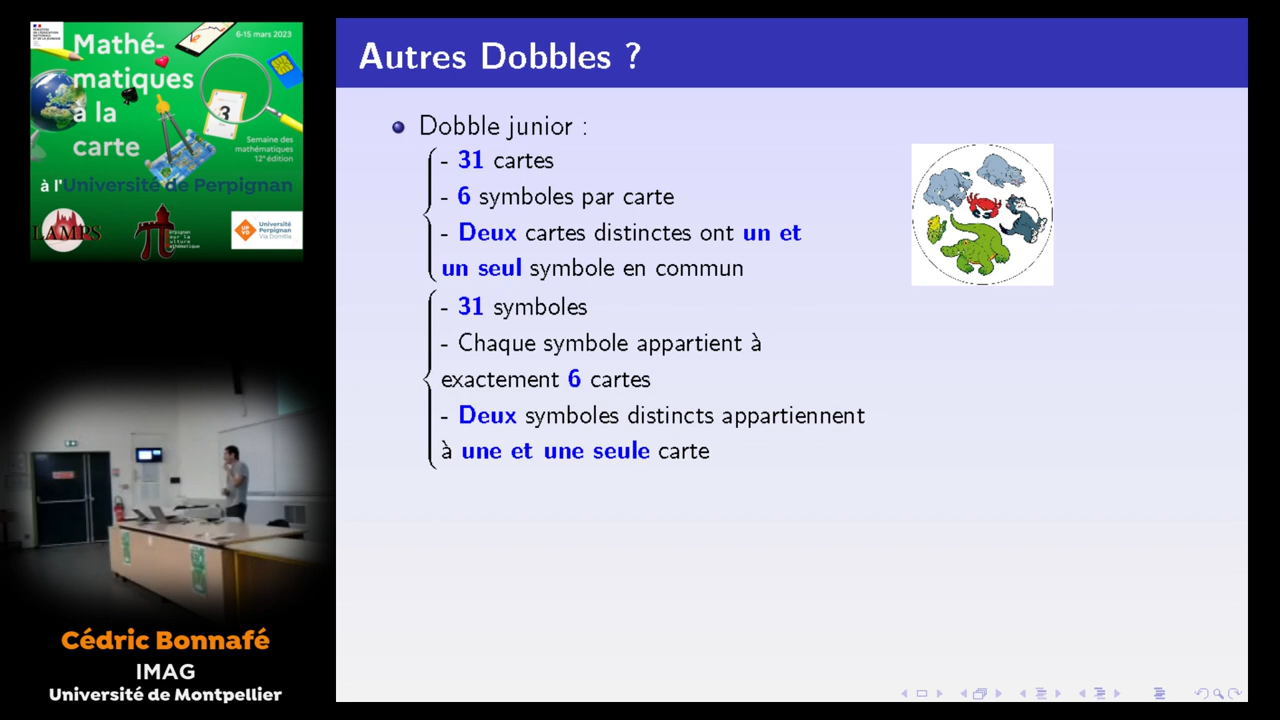 6-15 mars 2023
Mathé-
matiques
à la
carte
3
Semaine des
mathématiques
12e édition
à l'Université de Perpignan
LAMPS
Université
Perpignan
Via Domitia
Autres Dobbles ?
Dobble junior :
- 31 cartes
- 6 symboles par carte
- Deux cartes distinctes ont un et
un seul symbole en commun
- 31 symboles
- Chaque symbole appartient à
exactement 6 cartes
- Deux symboles distincts appartiennent
à une et une seule carte
Cédric Bonnafé
IMAG
Université de Montpellier